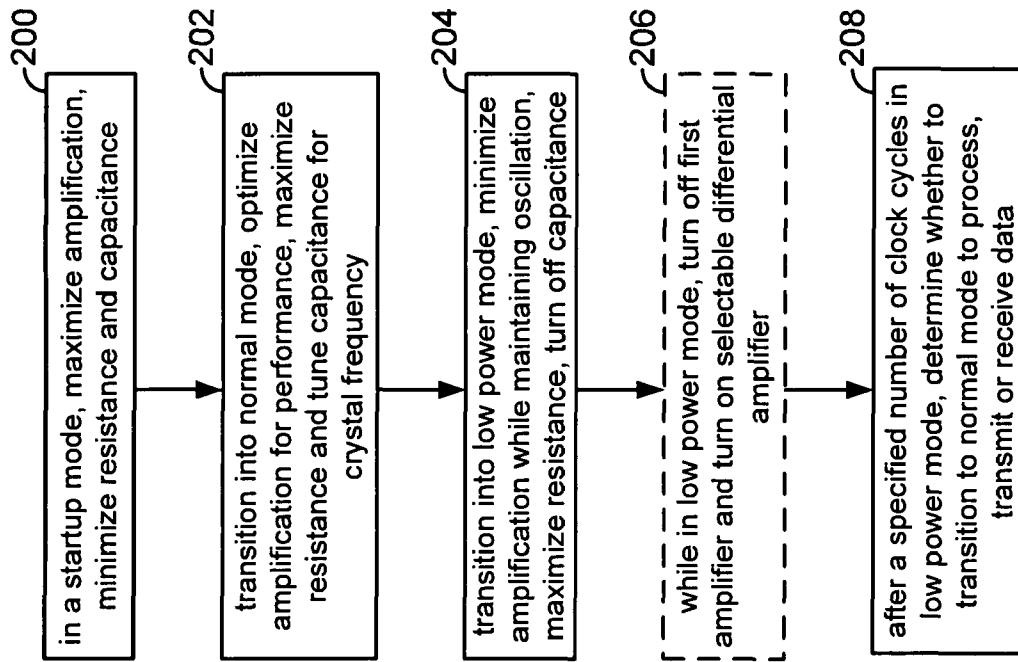 200
in a startup mode, maximize amplification,
minimize resistance and capacitance
202
transition into normal mode, optimize
amplification for performance, maximize
resistance and tune capacitance for
crystal frequency
204
transition into low power mode, minimize
amplification while maintaining oscillation,
maximize resistance, turn off capacitance
206
while in low power mode, turn off first
amplifier and turn on selectable differential
amplifier
208
after a specified number of clock cycles in
low power mode, determine whether to
transition to normal mode to process,
transmit or receive data